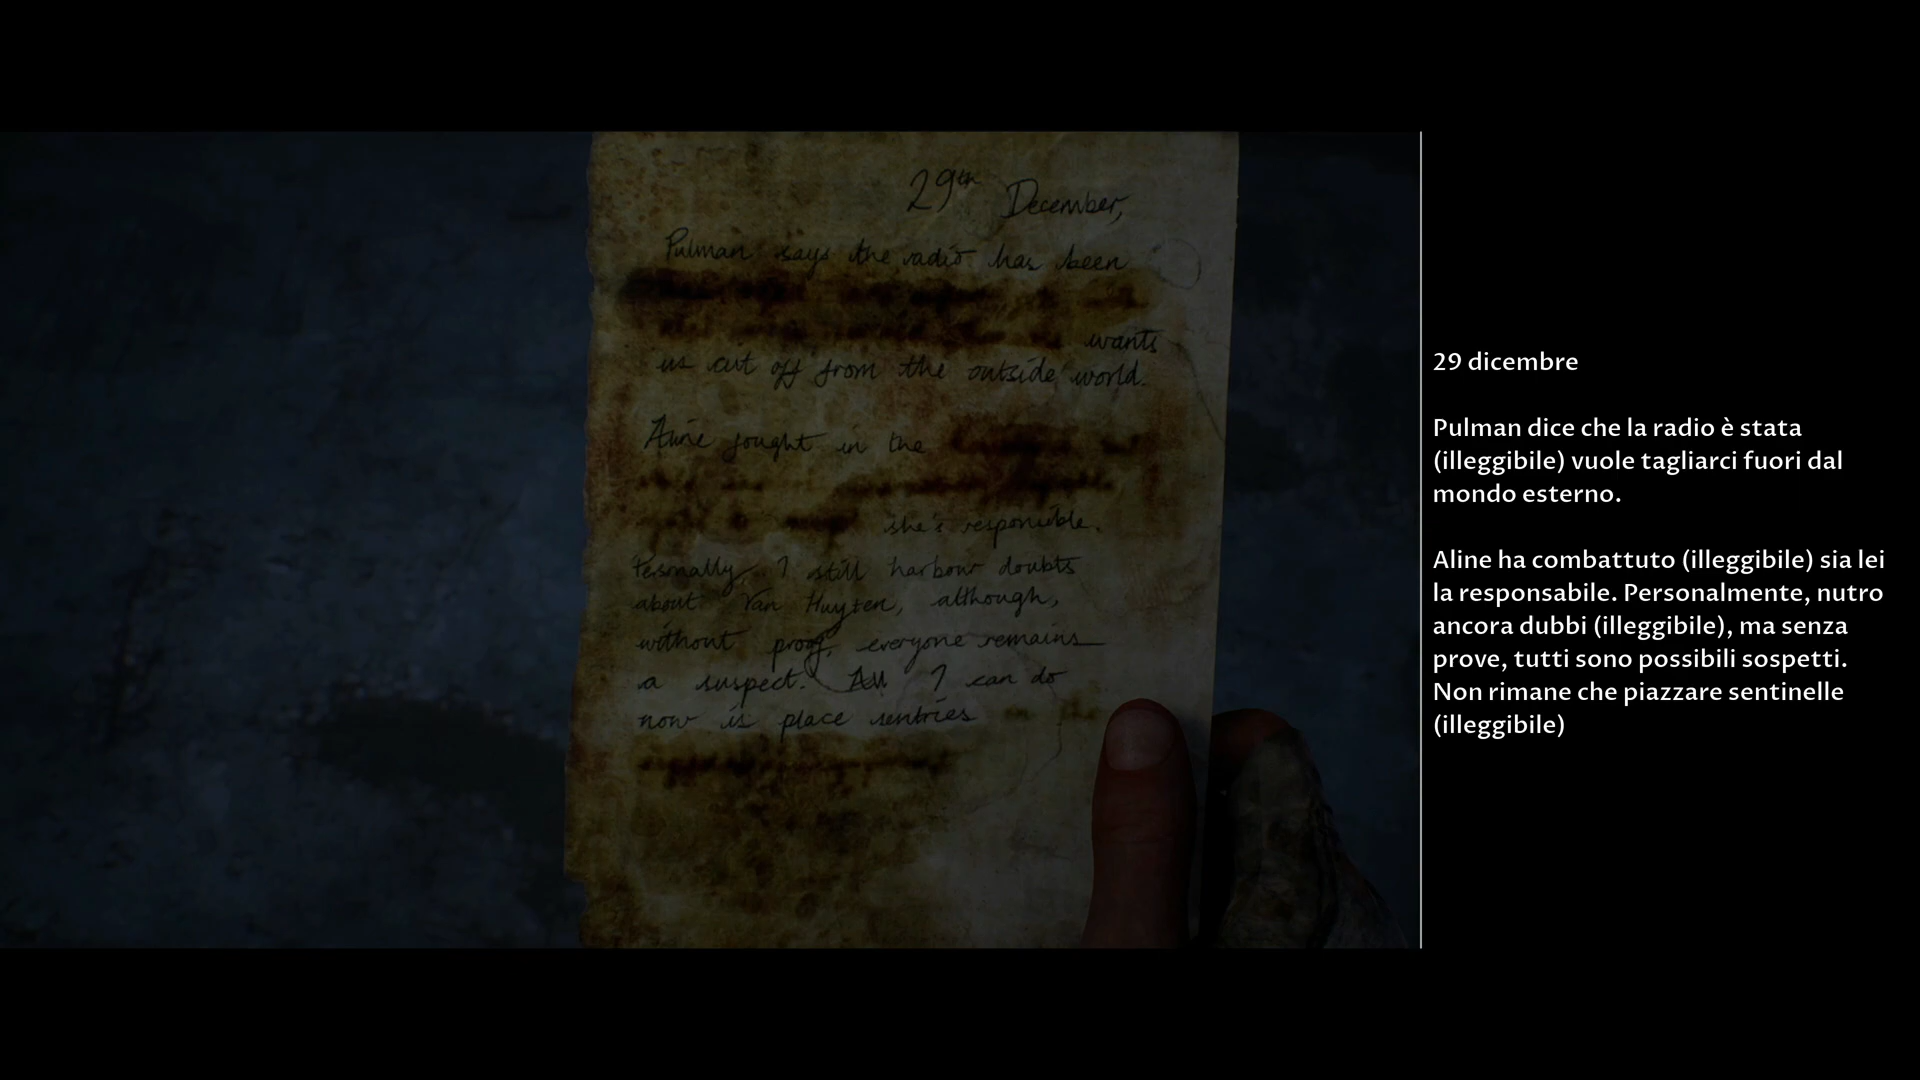 29th December,
Pulman says the radio has been
wants
us cut off from the outside world.
Aline fought in the
she's responsible.
Personally, I still harbour doubts
about Van Huyten, although,
without proof, everyone remains
a suspect. All I can do
now is place sentries
29 dicembre
Pulman dice che la radio è stata
(illeggibile) vuole tagliarci fuori dal
mondo esterno.
Aline ha combattuto (illeggibile) sia lei
la responsabile. Personalmente, nutro
ancora dubbi (illeggibile), ma senza
prove, tutti sono possibili sospetti.
Non rimane che piazzare sentinelle
(illeggibile)